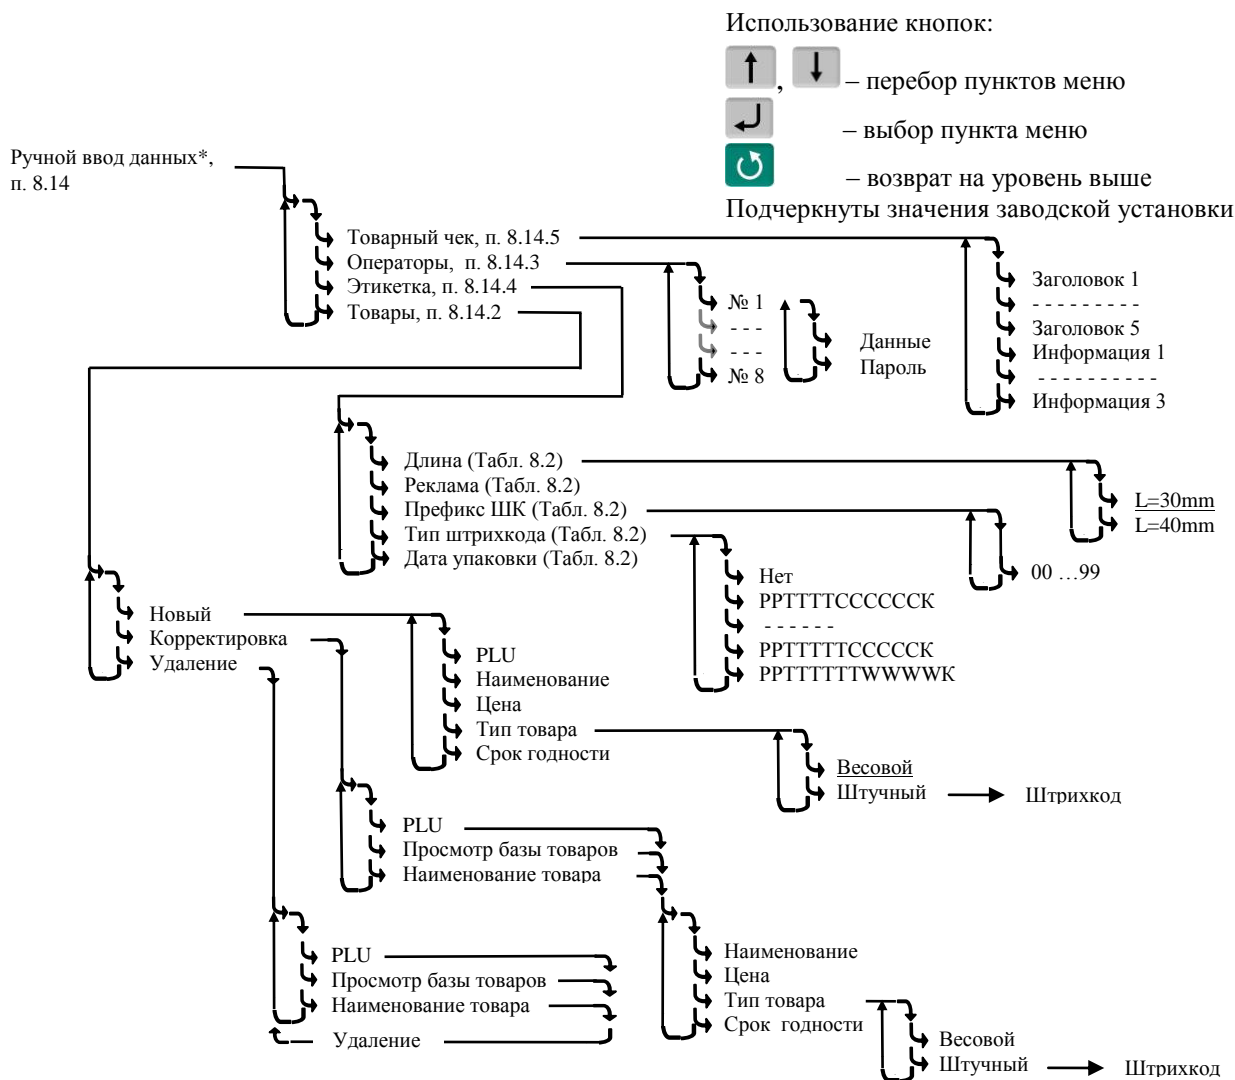 Использование кнопок:
, – перебор пунктов меню
– выбор пункта меню
– возврат на уровень выше
Подчеркнуты значения заводской установки
Ручной ввод данных*,
п. 8.14
Товарный чек, п. 8.14.5
Операторы, п. 8.14.3
Этикетка, п. 8.14.4
Товары, п. 8.14.2
№ 1
- - -
- - -
№ 8
Данные
Пароль
Заголовок 1
- - - - - - - - -
Заголовок 5
Информация 1
- - - - - - - - - -
Информация 3
Длина (Табл. 8.2)
Реклама (Табл. 8.2)
Префикс ШК (Табл. 8.2)
Тип штрихкода (Табл. 8.2)
Дата упаковки (Табл. 8.2)
L=30mm
L=40mm
00 …99
Нет
PPTTTTCCCCCCK
- - - - - -
PPTTTTTCCCCCK
PPTTTTTTWWWWK
Новый
Корректировка
Удаление
PLU
Наименование
Цена
Тип товара
Срок годности
Весовой
Штучный
Штрихкод
PLU
Просмотр базы товаров
Наименование товара
PLU
Просмотр базы товаров
Наименование товара
Удаление
Наименование
Цена
Тип товара
Срок годности
Весовой
Штучный
Штрихкод